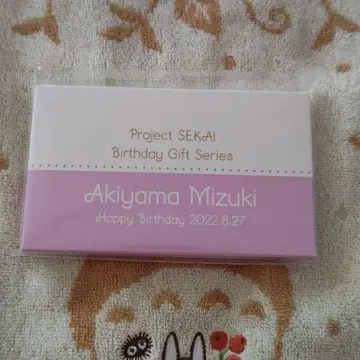 Project SEKAI
Birthday Gift Series
Akiyama Mizuki
Happy Birthday 2022.8.27